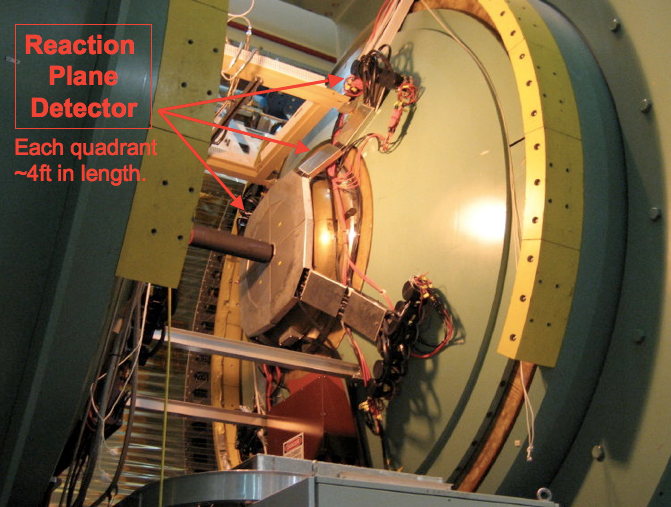 Reaction
Plane
Detector
Each quadrant
~4ft in length.